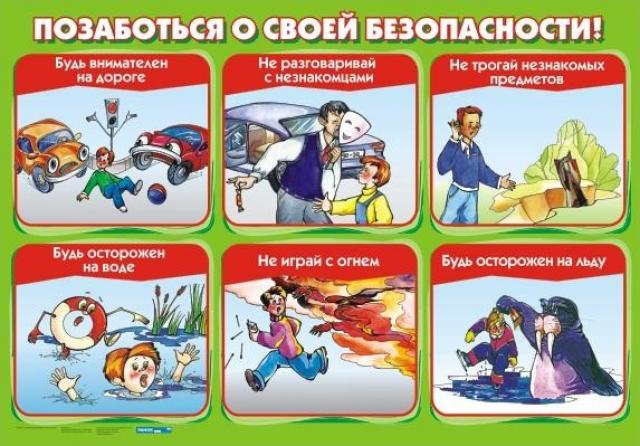 ПОЗАБОТЬСЯ О СВОЕЙ БЕЗОПАСНОСТИ!
Будь внимателен
на дороге
Не разговаривай
с незнакомцами
Не трогай незнакомых
предметов
Будь осторожен
на воде
Не играй с огнем
Будь осторожен на льду